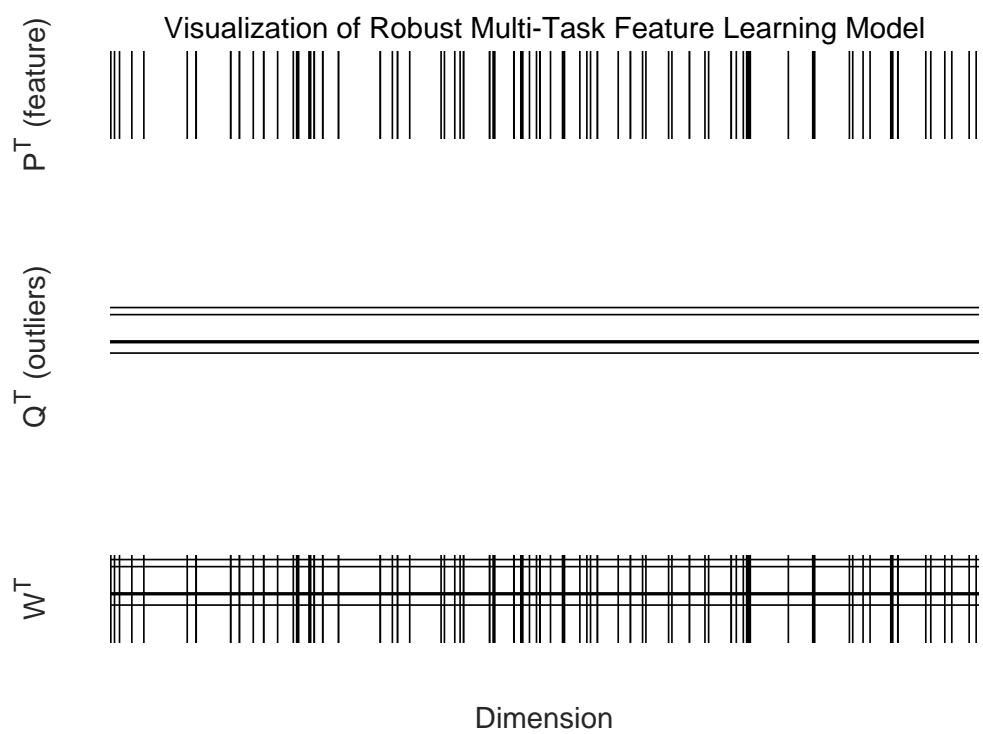 Visualization of Robust Multi-Task Feature Learning Model
P^T (feature)
Q^T (outliers)
W^T
Dimension